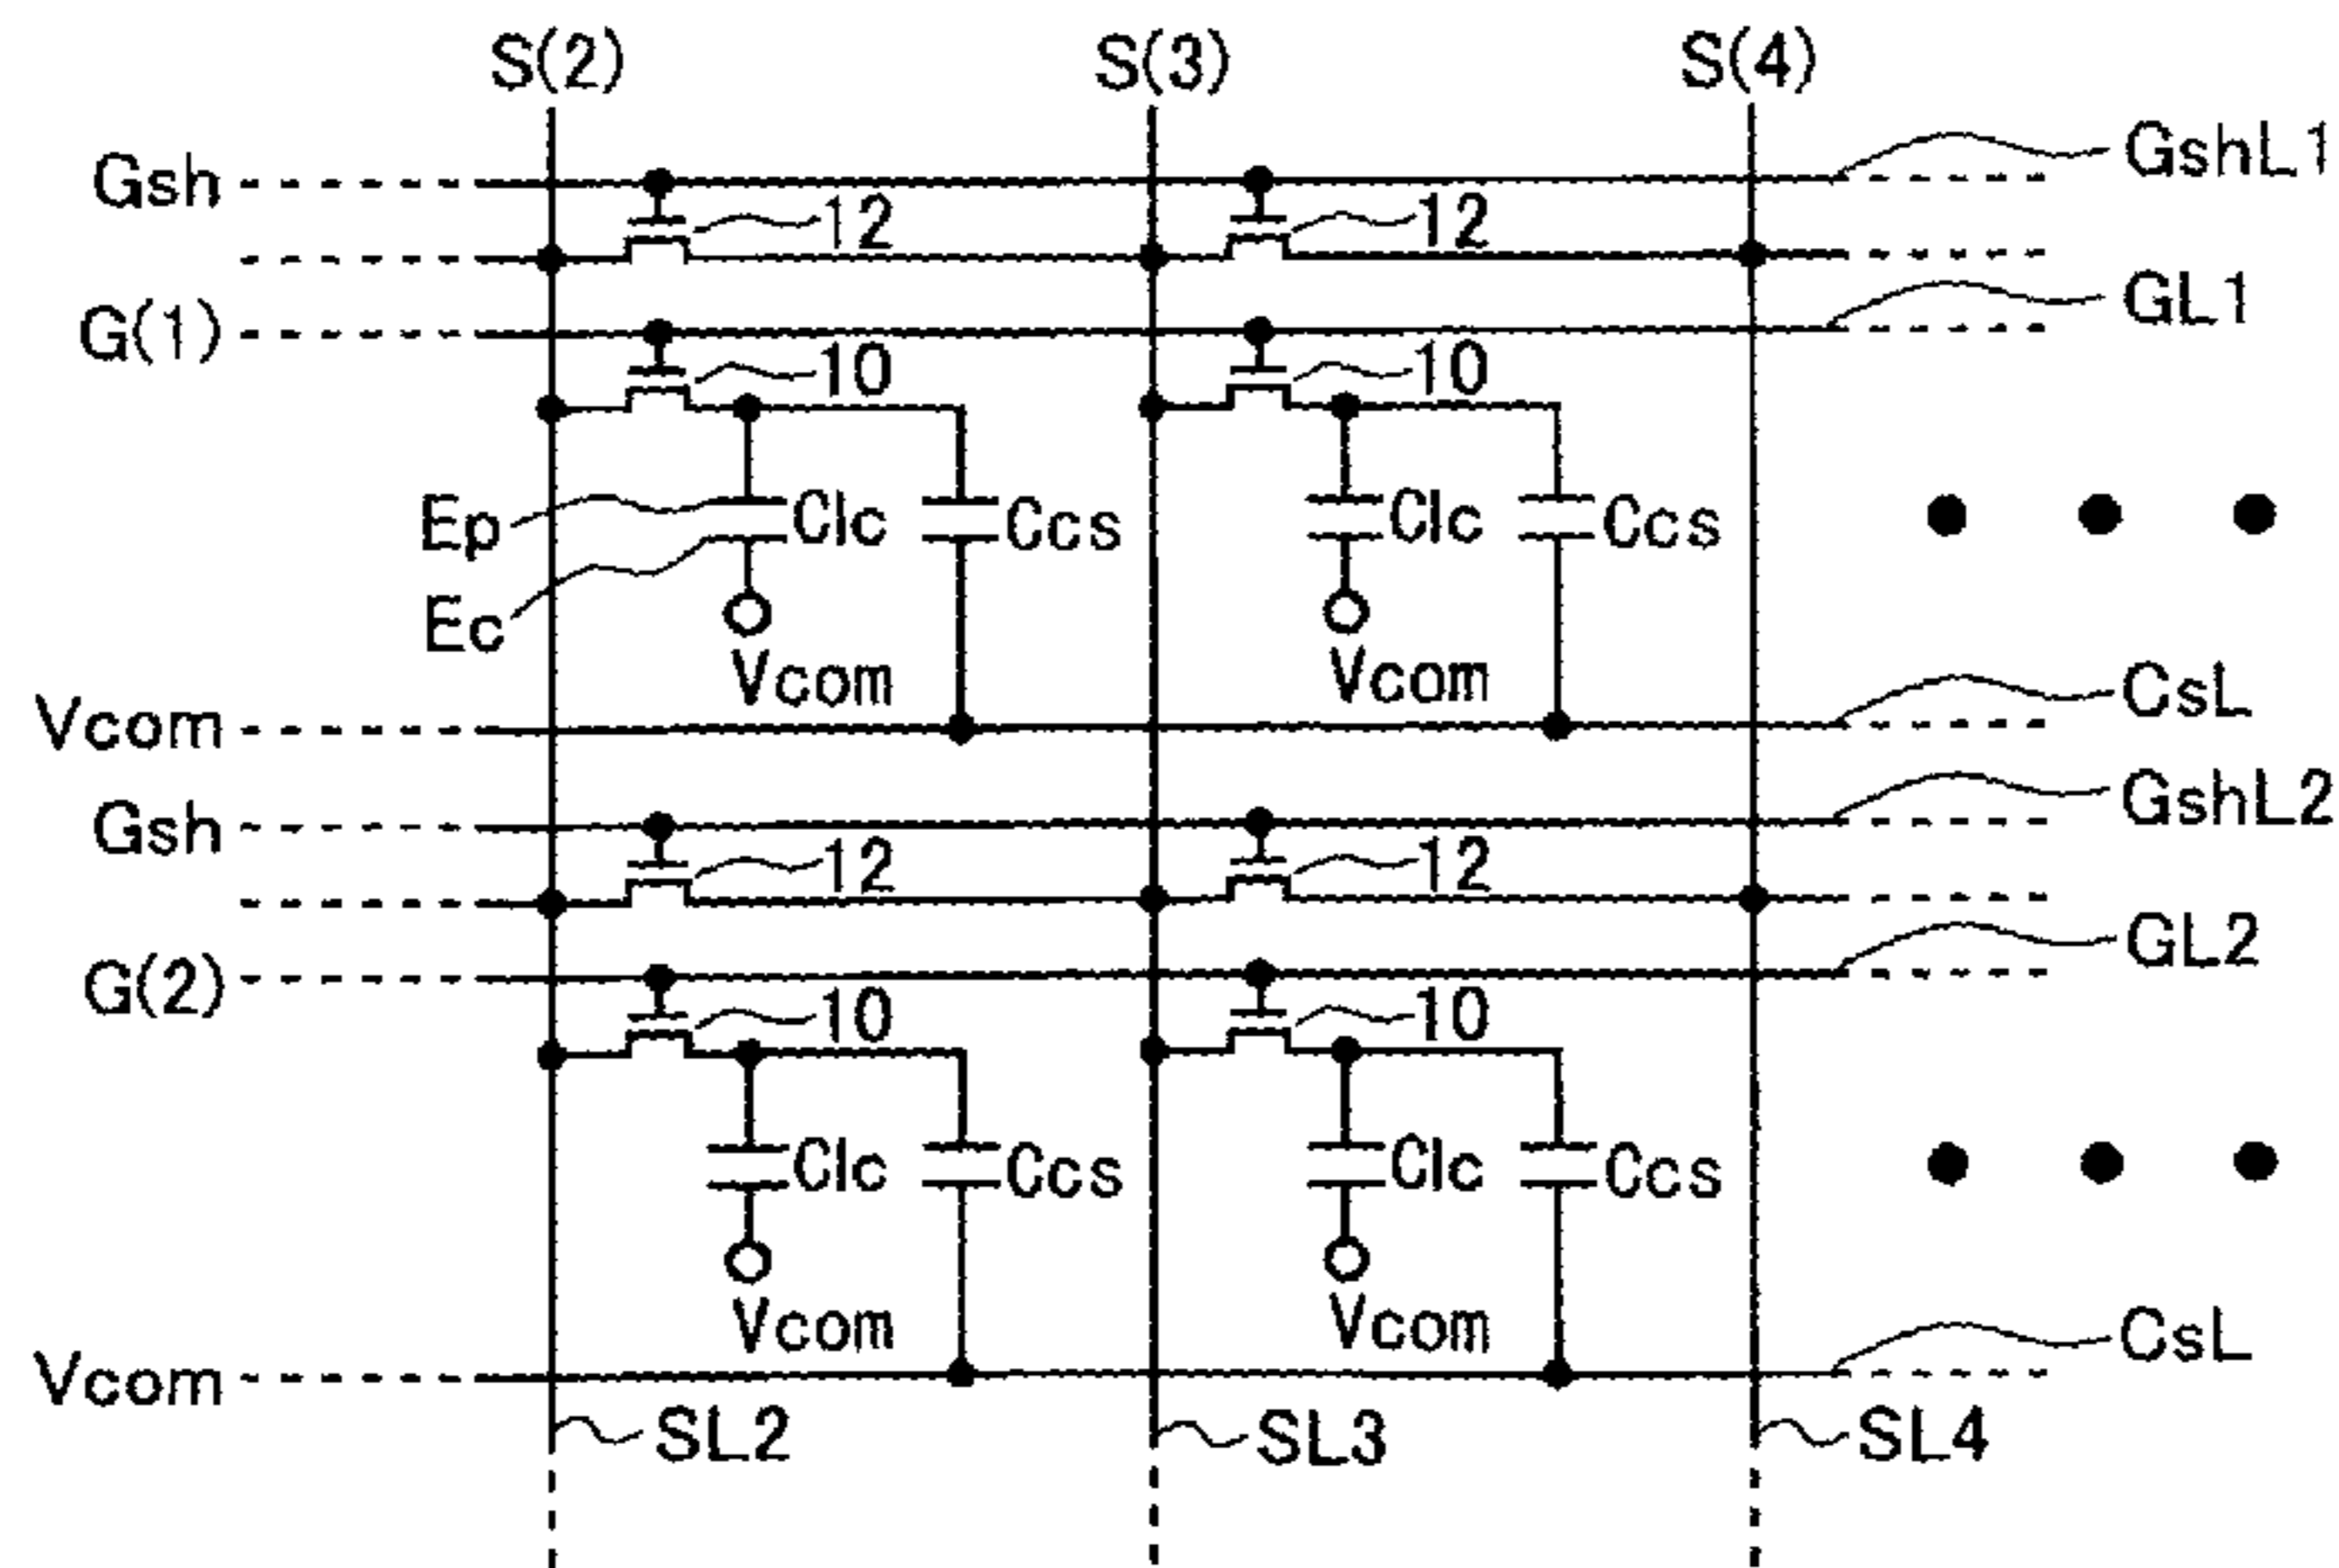 S(2) S(3) S(4)
Gsh GshL1
12 12
G(1) GL1
10 10
Ep Clc Ccs Clc Ccs
Ec
Vcom Vcom
Vcom CsL
Gsh GshL2
12 12
G(2) GL2
10 10
Clc Ccs Clc Ccs
Vcom Vcom
Vcom CsL
SL2 SL3 SL4